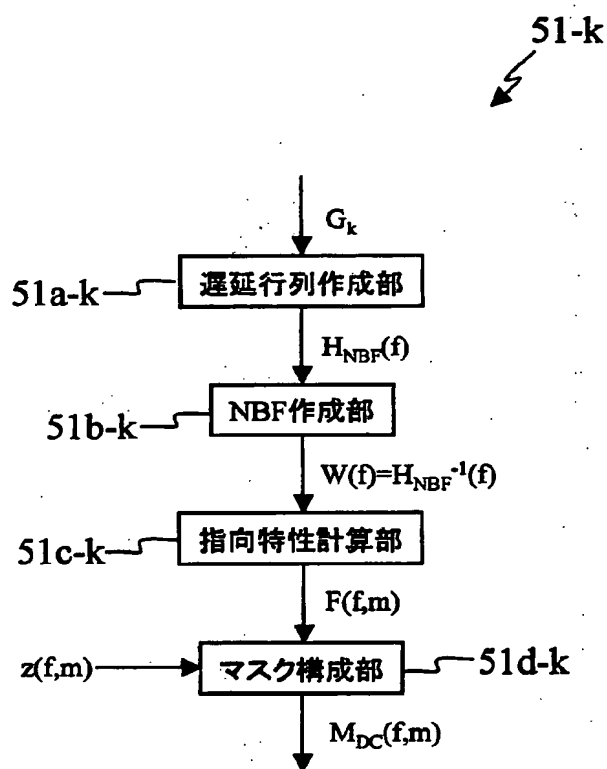 51-k
G_k
51a-k
遅延行列作成部
H_NBF(f)
51b-k
NBF作成部
W(f)=H_NBF^-1(f)
51c-k
指向特性計算部
F(f,m)
z(f,m)
マスク構成部
51d-k
M_DC(f,m)